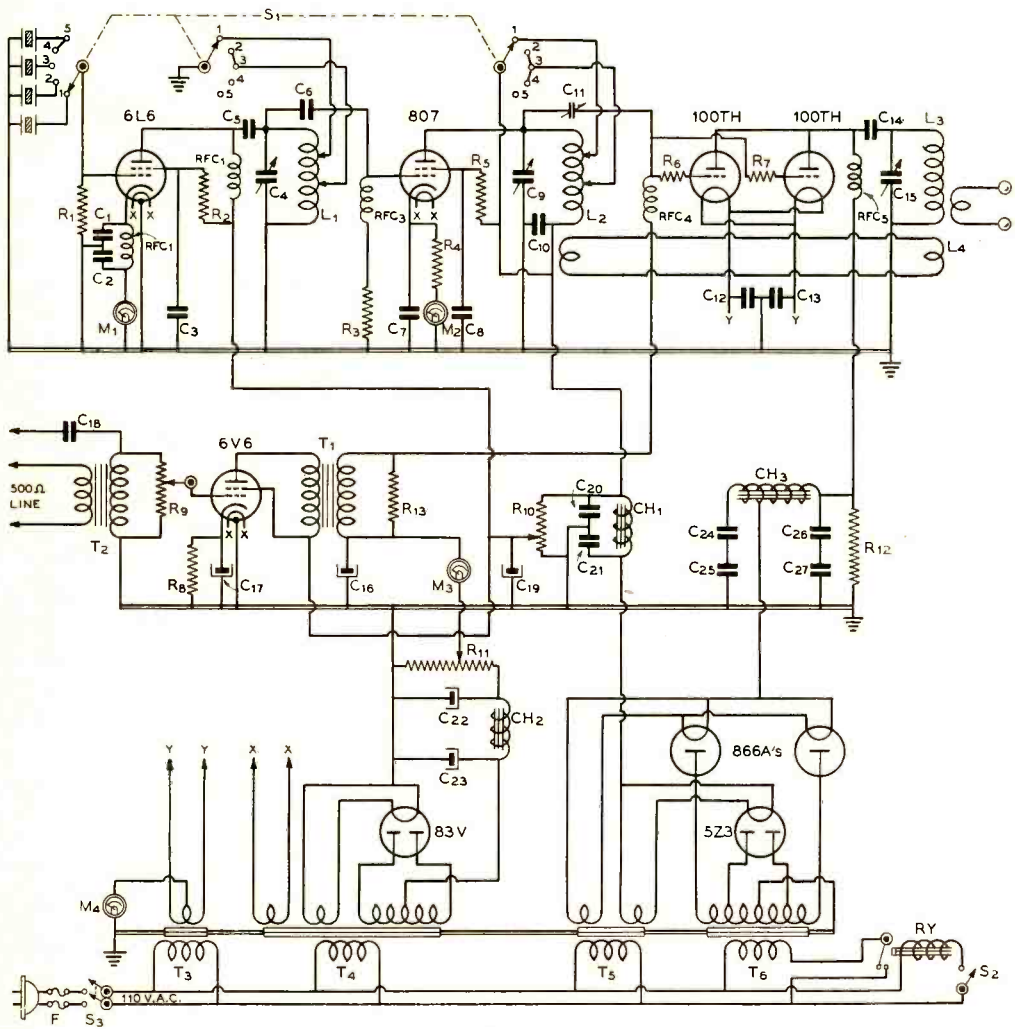 S1
5
4
3
2
1
1
2
3
4
5
1
2
3
4
5
6L6
C5
C6
807
C11
100TH
100TH
C14
L3
R1
C1
C2
RFC1
X X
M1
C3
R2
RFC1
C4
L1
RFC3
R3
X X
C7
R4
M2
C8
R5
C9
C10
L2
RFC4
R6
R7
RFC5
C15
L4
C12
C13
Y
Y
C18
500Ω
LINE
T2
R9
6V6
X X
R8
C17
T1
R13
C16
M3
R10
C19
C20
C21
CH1
CH3
C24
C25
C26
C27
R12
R11
C22
C23
CH2
Y Y X X
83V
866A's
5Z3
M4
T3
T4
T5
T6
RY
S2
F
S3
110 V.A.C.